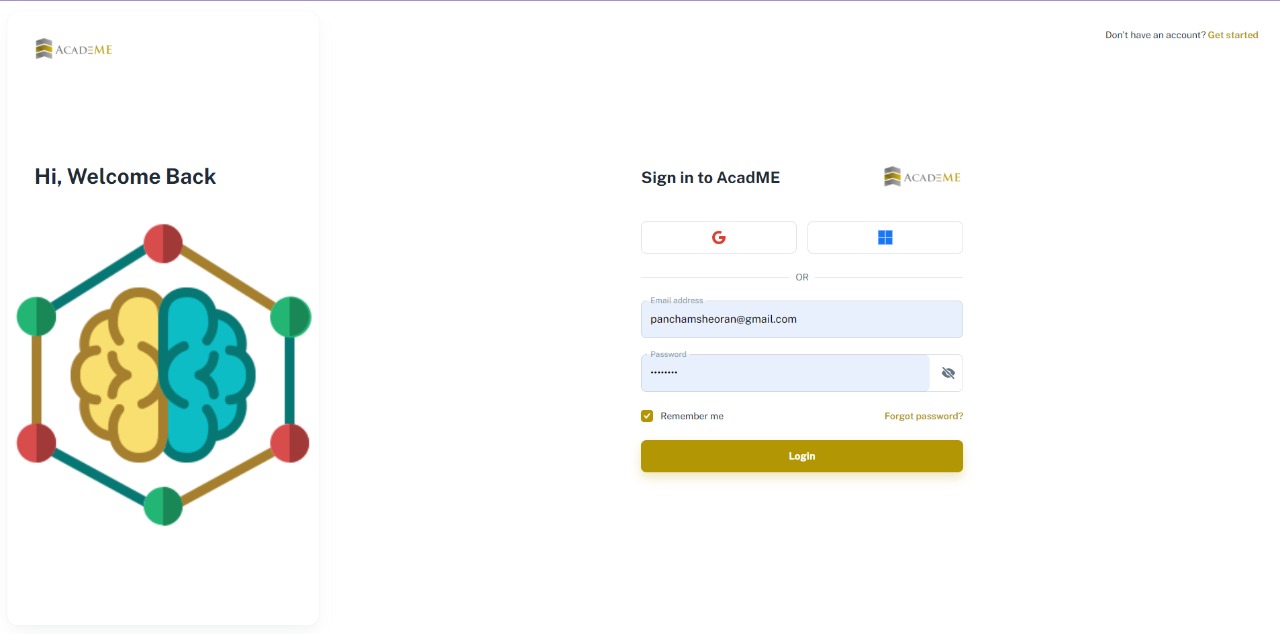 ACADEME
Don't have an account? Get started
Hi, Welcome Back
Sign in to AcadME
ACADEME
OR
Email address
panchamsheoran@gmail.com
Password
••••••••
Remember me
Forgot password?
Login